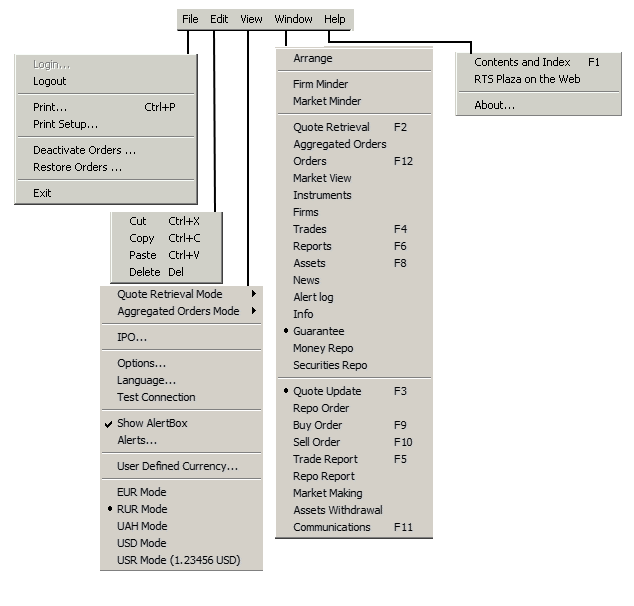 File Edit View Window Help
Login...
Logout
Print... Ctrl+P
Print Setup...
Deactivate Orders ...
Restore Orders ...
Exit
Cut Ctrl+X
Copy Ctrl+C
Paste Ctrl+V
Delete Del
Quote Retrieval Mode
Aggregated Orders Mode
IPO...
Options...
Language...
Test Connection
Show AlertBox
Alerts...
User Defined Currency...
EUR Mode
RUR Mode
UAH Mode
USD Mode
USR Mode (1.23456 USD)
Arrange
Firm Minder
Market Minder
Quote Retrieval F2
Aggregated Orders
Orders F12
Market View
Instruments
Firms
Trades F4
Reports F6
Assets F8
News
Alert log
Info
Guarantee
Money Repo
Securities Repo
Quote Update F3
Repo Order
Buy Order F9
Sell Order F10
Trade Report F5
Repo Report
Market Making
Assets Withdrawal
Communications F11
Contents and Index F1
RTS Plaza on the Web
About...